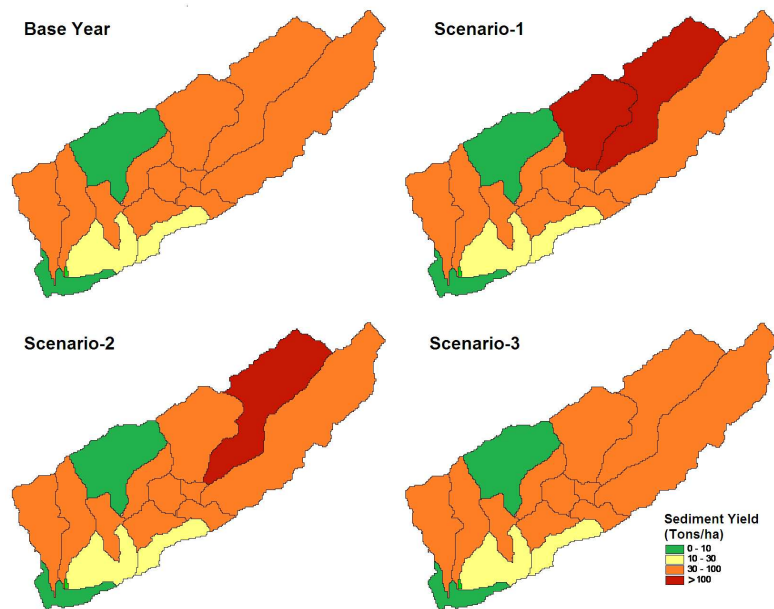 Base Year
Scenario-1
Scenario-2
Scenario-3
Sediment Yield
(Tons/ha)
0 - 10
10 - 30
30 - 100
>100